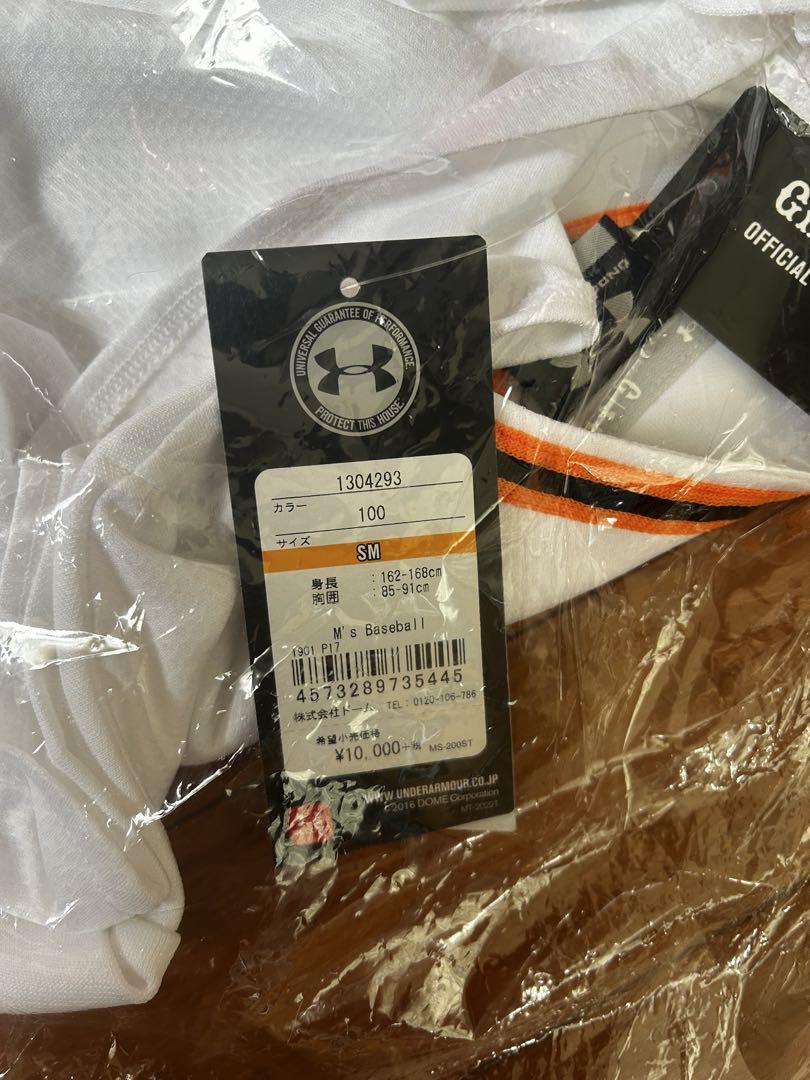 UNIVERSAL GUARANTEE OF PERFORMANCE.
PROTECT THIS HOUSE.
1304293
カラー
100
サイズ
SM
身長 : 162-168cm
胸囲 : 85-91cm
M's Baseball
1901 P17
4573289735445
株式会社ドーム TEL: 0120-106-786
希望小売価格
¥10,000+税 MS-200ST
WWW.UNDERARMOUR.CO.JP
©2016 DOME Corporation
MT-2022T
OFFICIAL